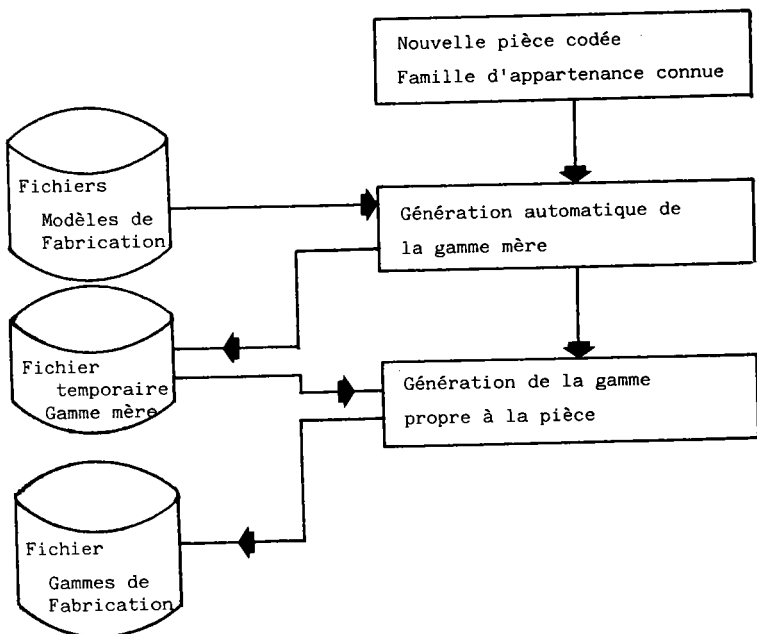 Nouvelle pièce codée
Famille d'appartenance connue
Fichiers
Modèles de
Fabrication
Génération automatique de
la gamme mère
Fichier
temporaire
Gamme mère
Génération de la gamme
propre à la pièce
Fichier
Gammes de
Fabrication